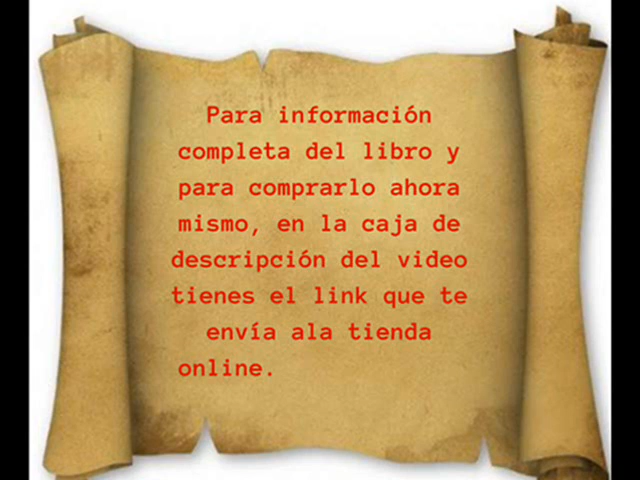 Para información
completa del libro y
para comprarlo ahora
mismo, en la caja de
descripción del video
tienes el link que te
envía ala tienda
online.